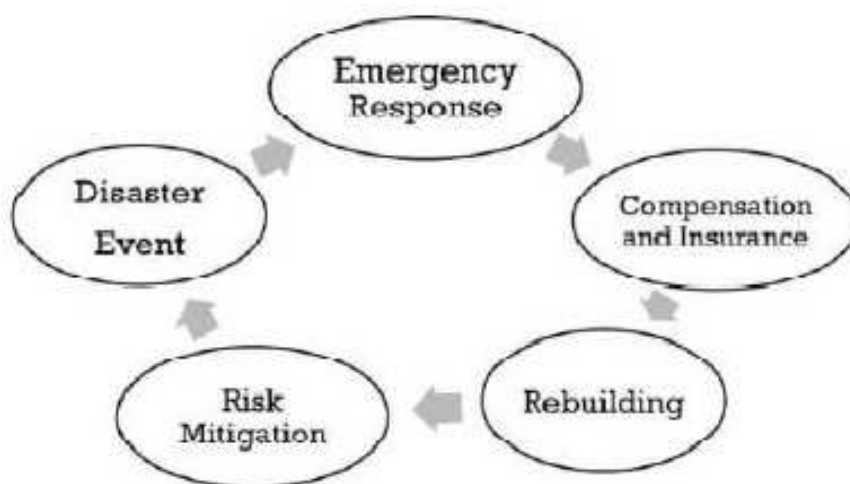 Emergency
Response
Disaster
Event
Compensation
and Insurance
Risk
Mitigation
Rebuilding